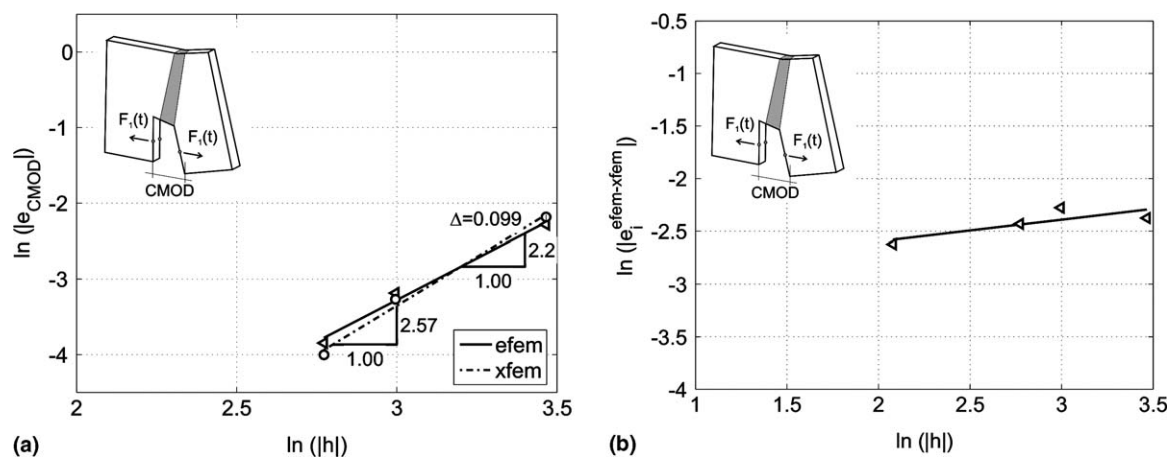 0
-1
-2
-3
-4
2
2.5
3
3.5
ln (|e_CMOD|)
ln (|h|)
F₁(t)
F₁(t)
CMOD
Δ=0.099
2.2
1.00
2.57
1.00
efem
xfem
(a)
-0.5
-1
-1.5
-2
-2.5
-3
-3.5
-4
1
1.5
2
2.5
3
3.5
ln (|e_i^efem-xfem|)
ln (|h|)
F₁(t)
F₁(t)
CMOD
(b)